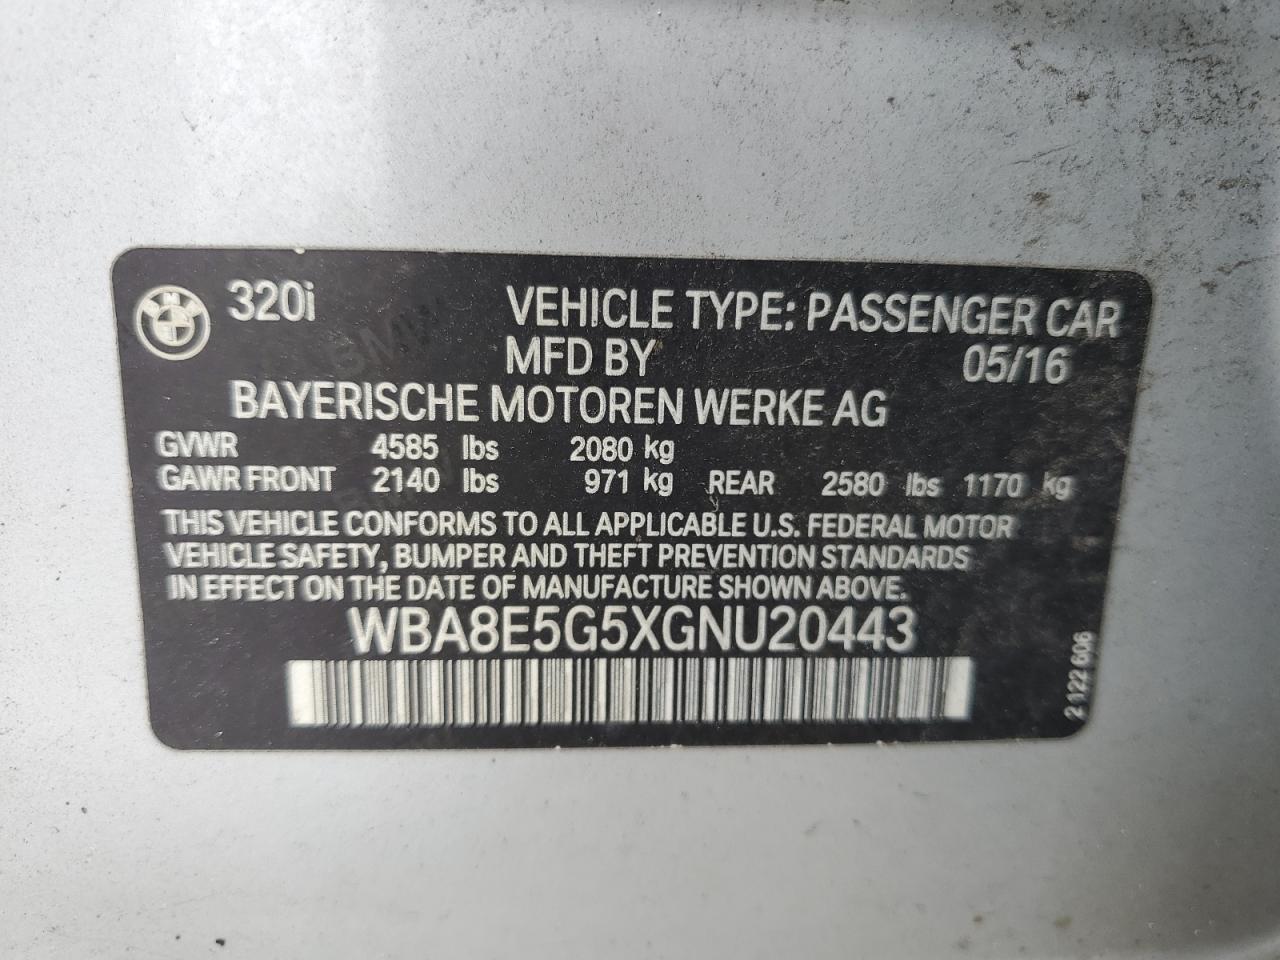 320i
VEHICLE TYPE: PASSENGER CAR
MFD BY 05/16
BAYERISCHE MOTOREN WERKE AG
GVWR 4585 lbs 2080 kg
GAWR FRONT 2140 lbs 971 kg REAR 2580 lbs 1170 kg
THIS VEHICLE CONFORMS TO ALL APPLICABLE U.S. FEDERAL MOTOR
VEHICLE SAFETY, BUMPER AND THEFT PREVENTION STANDARDS
IN EFFECT ON THE DATE OF MANUFACTURE SHOWN ABOVE.
WBA8E5G5XGNU20443
2 122 606